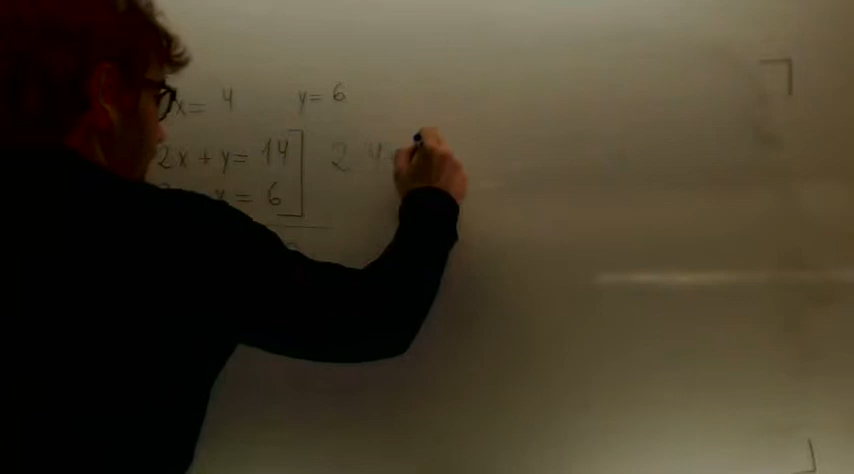 x= 4 y= 6
2x + y= 14] 2 4
= 6